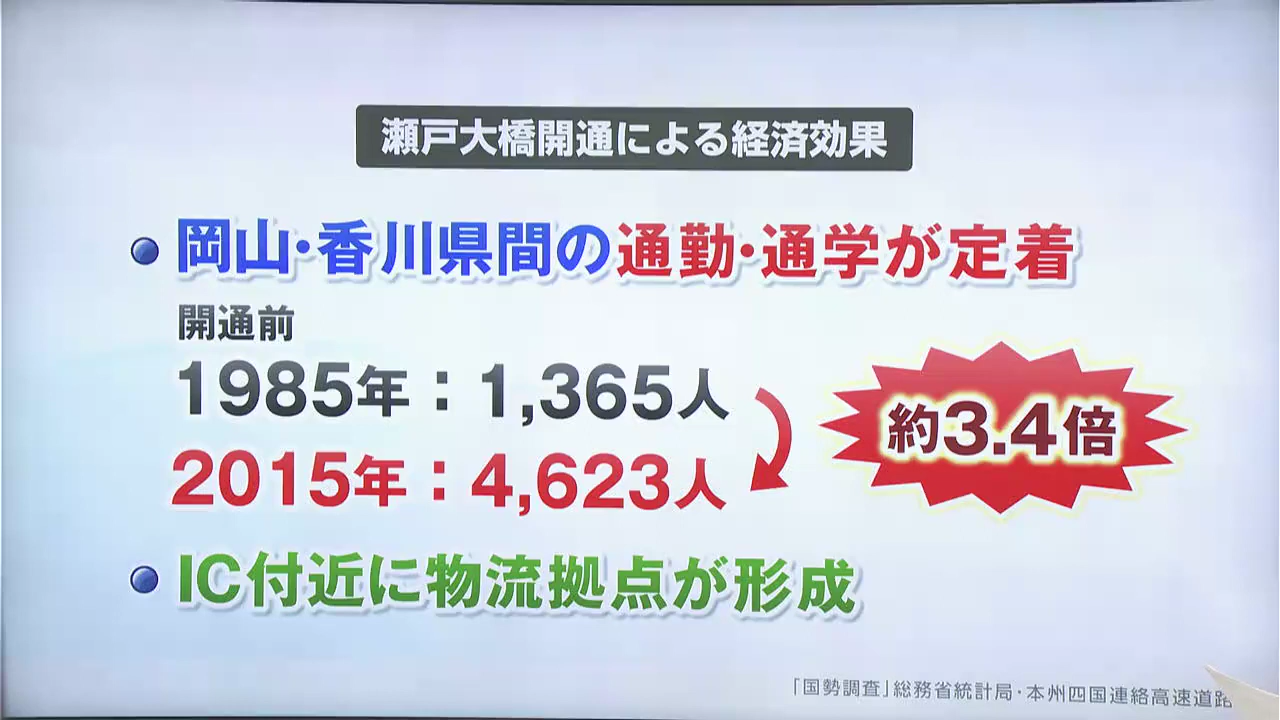 瀬戸大橋開通による経済効果
岡山・香川県間の通勤・通学が定着
開通前
1985年：1,365人
2015年：4,623人
約3.4倍
IC付近に物流拠点が形成
「国勢調査」総務省統計局・本州四国連絡高速道路